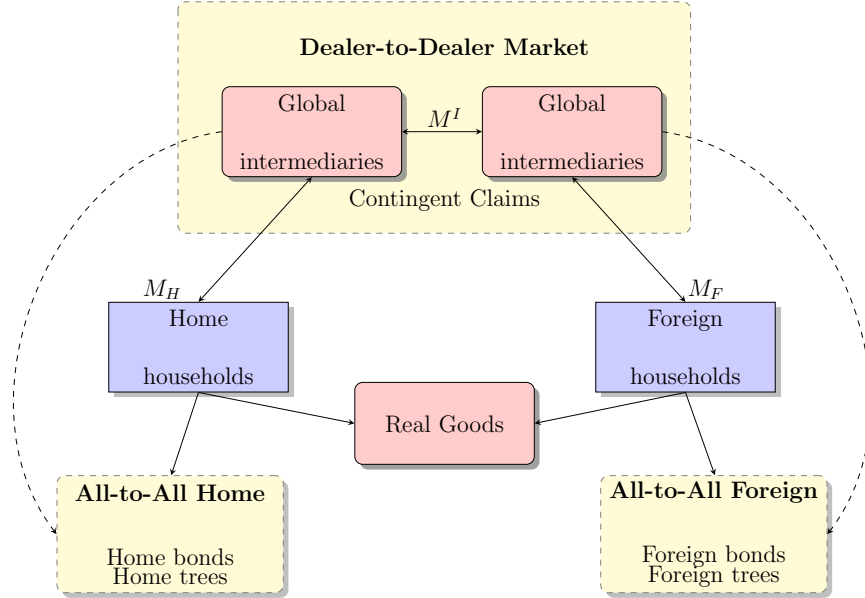 Dealer-to-Dealer Market
Global
intermediaries
M^I
Global
intermediaries
Contingent Claims
M_H
M_F
Home
households
Foreign
households
Real Goods
All-to-All Home
Home bonds
Home trees
All-to-All Foreign
Foreign bonds
Foreign trees